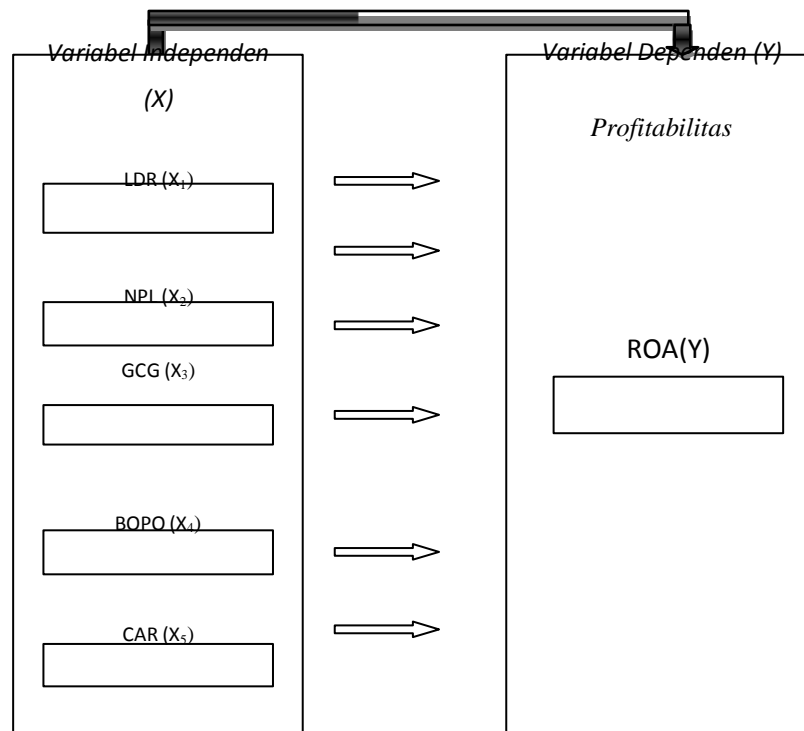 Variabel Independen
(X)
LDR (X₁)
NPL (X₂)
GCG (X₃)
BOPO (X₄)
CAR (X₅)
Variabel Dependen (Y)
Profitabilitas
ROA(Y)